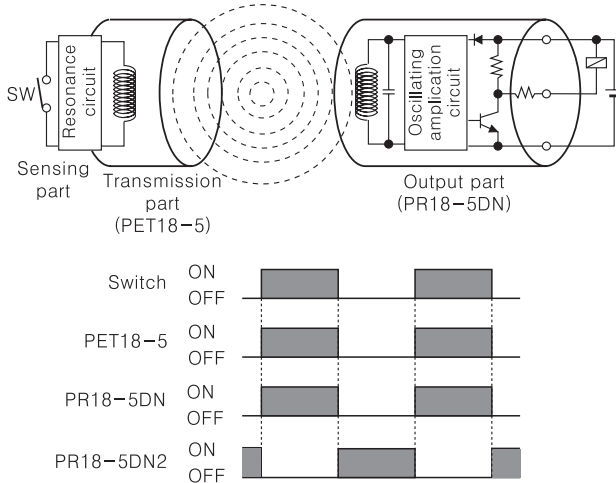 SW
Resonance
circuit
Oscillating
amplication
circuit
Sensing
part
Transmission
part
(PET18-5)
Output part
(PR18-5DN)
Switch
ON
OFF
PET18-5
ON
OFF
PR18-5DN
ON
OFF
PR18-5DN2
ON
OFF